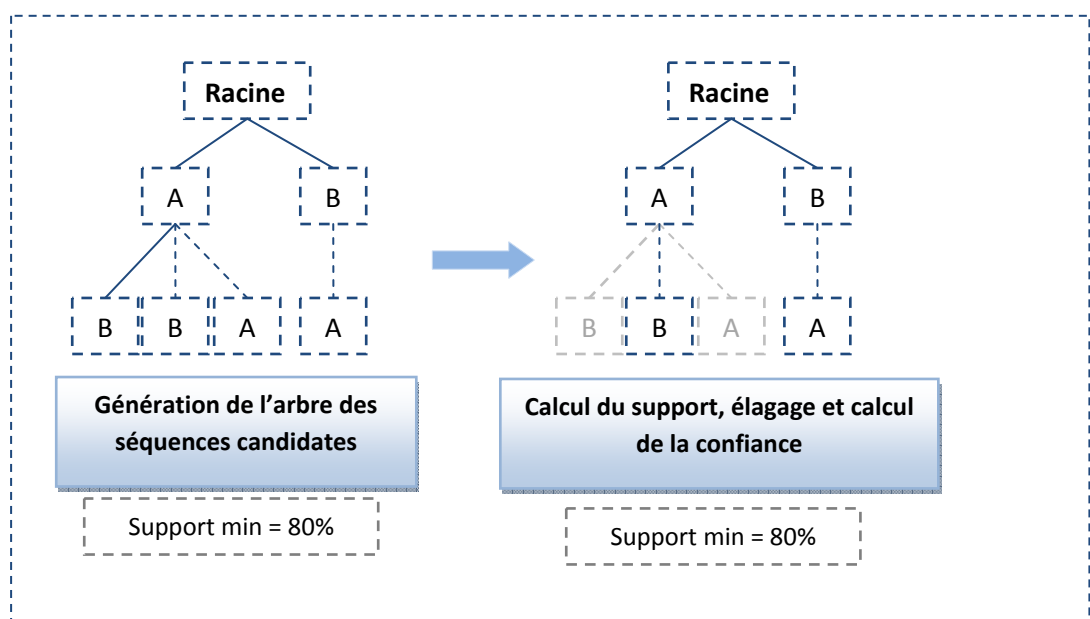 Racine
A
B
B
B
A
A
Génération de l'arbre des
séquences candidates
Support min = 80%
Racine
A
B
B
B
A
A
Calcul du support, élagage et calcul
de la confiance
Support min = 80%